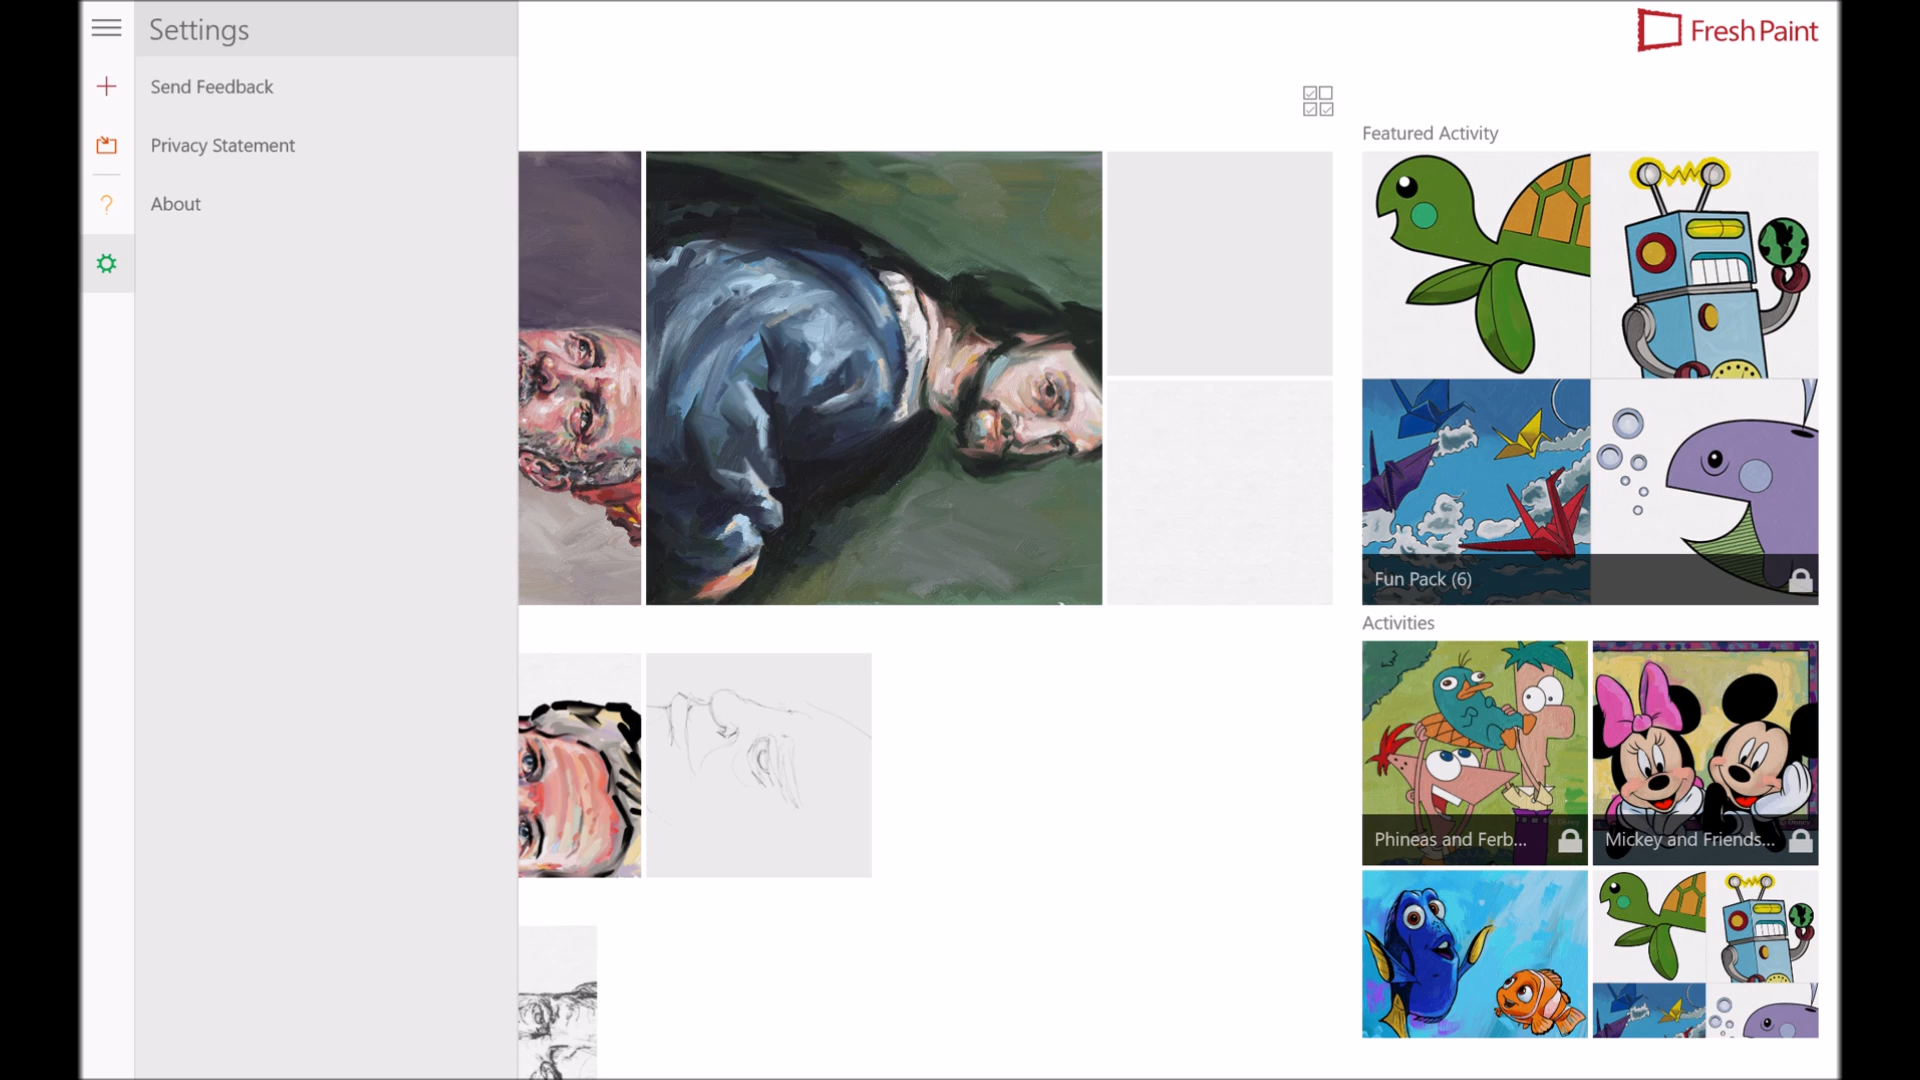 Settings
Fresh Paint
Send Feedback
Privacy Statement
About
Featured Activity
Fun Pack (6)
Activities
Phineas and Ferb...
Mickey and Friends...